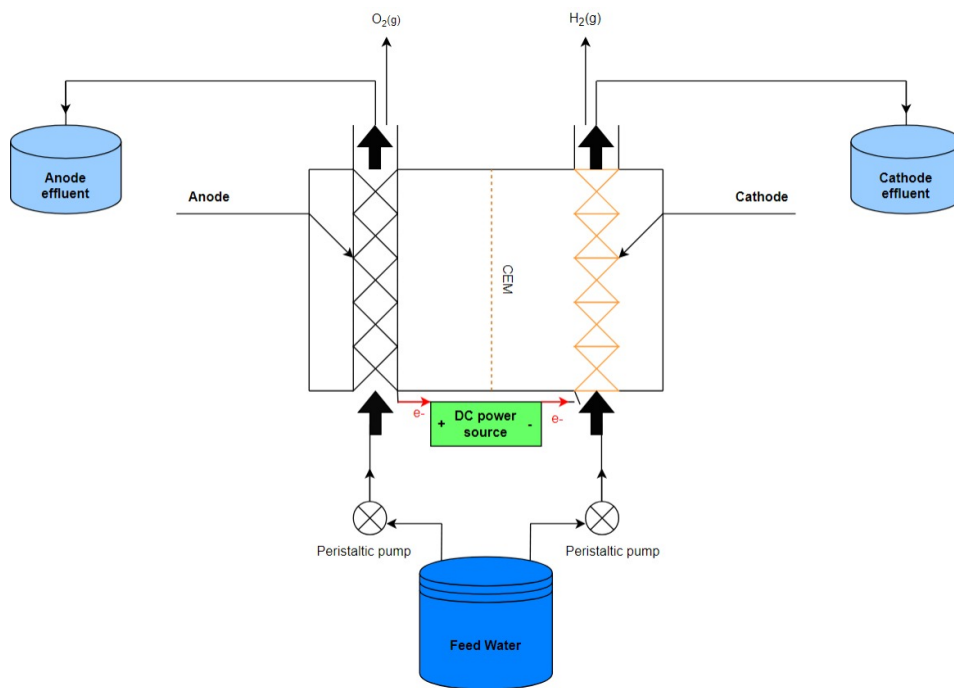 O₂(g)
H₂(g)
Anode
effluent
Cathode
effluent
Anode
Cathode
CEM
e-
+
DC power
source
-
e-
Peristaltic pump
Peristaltic pump
Feed Water